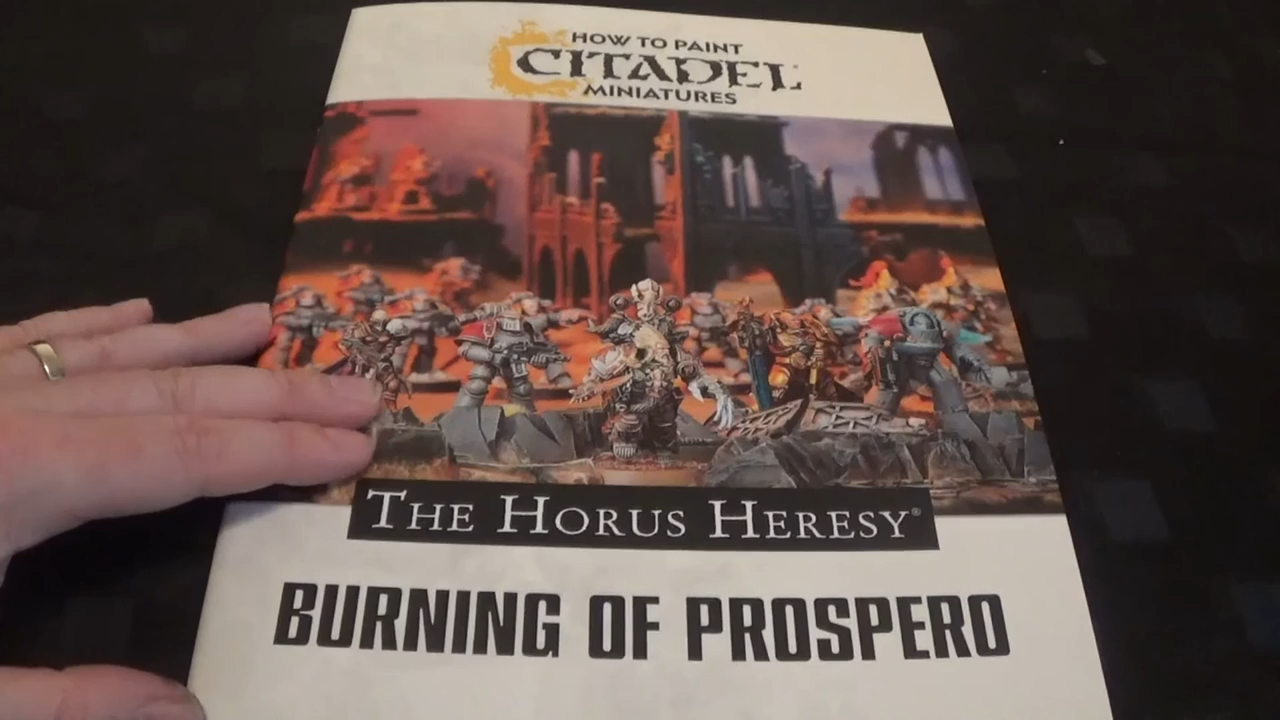 HOW TO PAINT
CITADEL
MINIATURES
THE HORUS HERESY®
BURNING OF PROSPERO